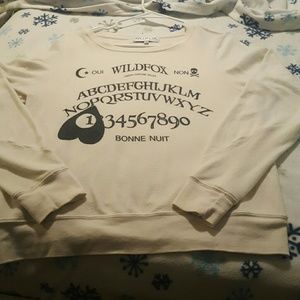 OUI WILDFOX NON
ABCDEFGHIJKLM
NOPQRSTUVWXYZ
1234567890
BONNE NUIT